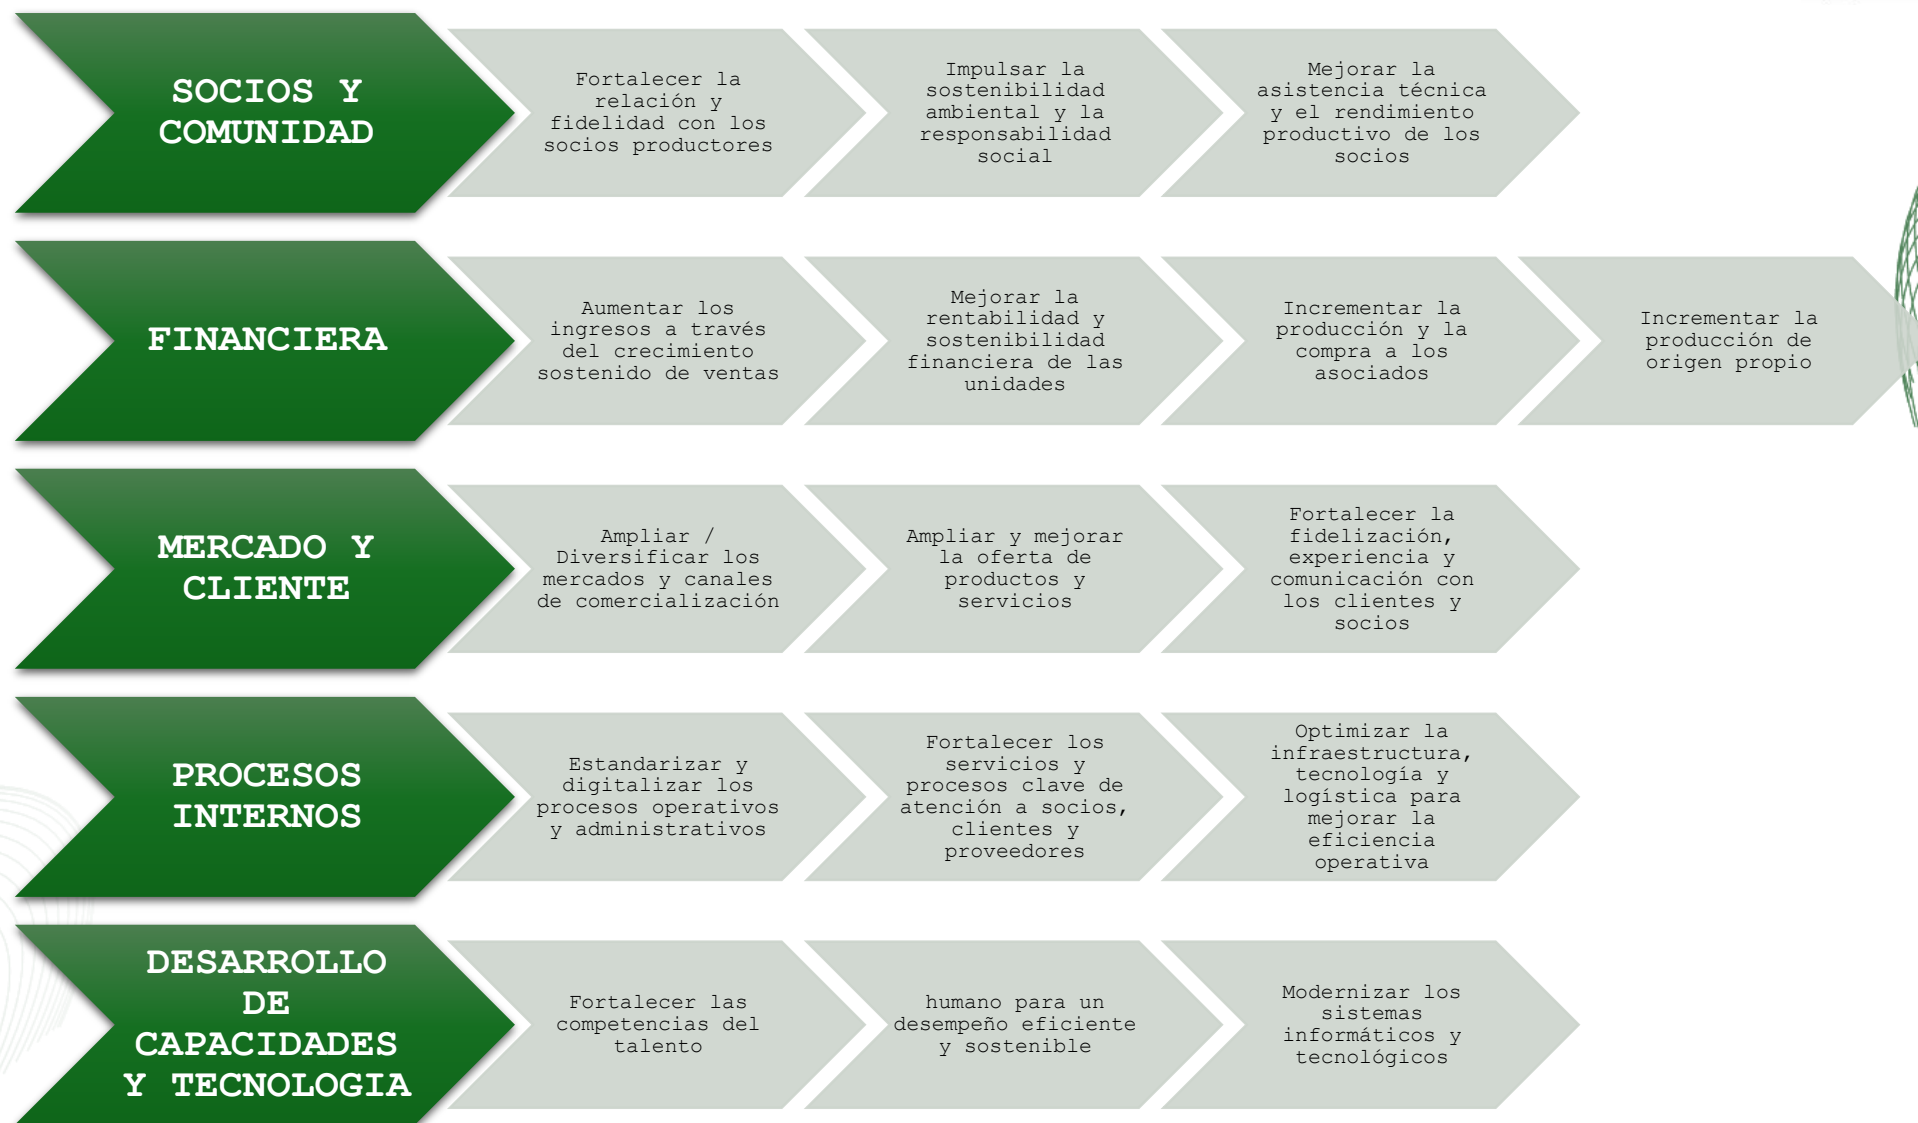 SOCIOS Y
COMUNIDAD
Fortalecer la
relación y
fidelidad con los
socios productores
Impulsar la
sostenibilidad
ambiental y la
responsabilidad
social
Mejorar la
asistencia técnica
y el rendimiento
productivo de los
socios
FINANCIERA
Aumentar los
ingresos a través
del crecimiento
sostenido de ventas
Mejorar la
rentabilidad y
sostenibilidad
financiera de las
unidades
Incrementar la
producción y la
compra a los
asociados
Incrementar la
producción de
origen propio
MERCADO Y
CLIENTE
Ampliar /
Diversificar los
mercados y canales
de comercialización
Ampliar y mejorar
la oferta de
productos y
servicios
Fortalecer la
fidelización,
experiencia y
comunicación con
los clientes y
socios
PROCESOS
INTERNOS
Estandarizar y
digitalizar los
procesos operativos
y administrativos
Fortalecer los
servicios y
procesos clave de
atención a socios,
clientes y
proveedores
Optimizar la
infraestructura,
tecnología y
logística para
mejorar la
eficiencia
operativa
DESARROLLO
DE
CAPACIDADES
Y TECNOLOGIA
Fortalecer las
competencias del
talento
humano para un
desempeño eficiente
y sostenible
Modernizar los
sistemas
informáticos y
tecnológicos